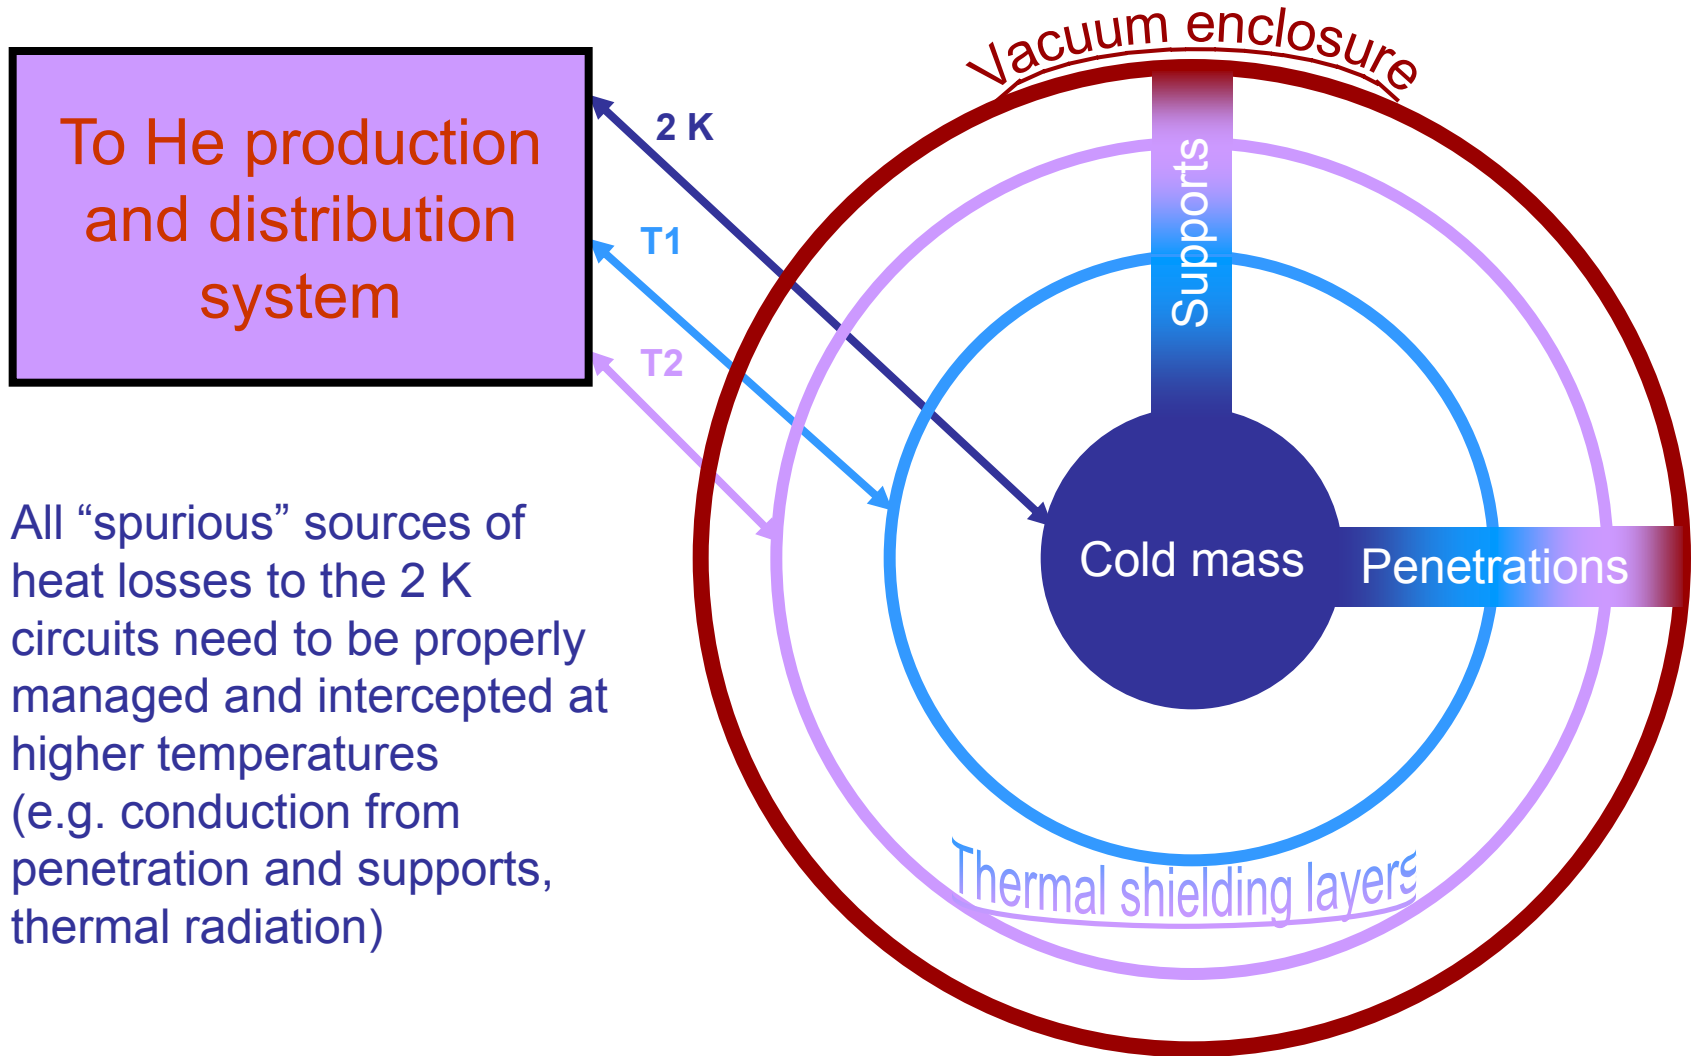 To He production
and distribution
system
2 K
T1
T2
Vacuum enclosure
Supports
Cold mass
Penetrations
Thermal shielding layers
All “spurious” sources of
heat losses to the 2 K
circuits need to be properly
managed and intercepted at
higher temperatures
(e.g. conduction from
penetration and supports,
thermal radiation)